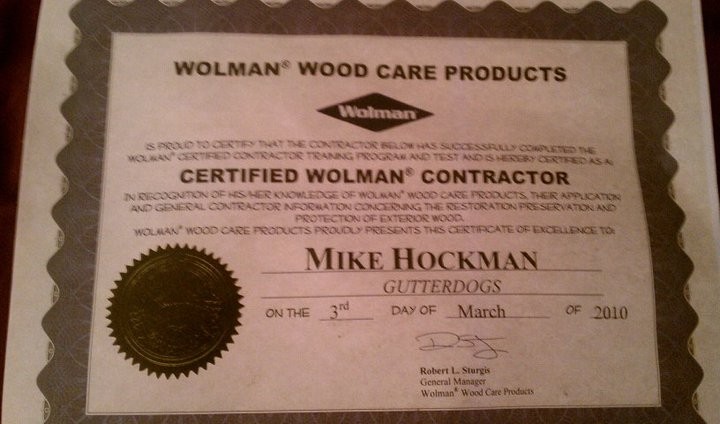 WOLMAN® WOOD CARE PRODUCTS
Wolman
IS PROUD TO CERTIFY THAT THE CONTRACTOR BELOW HAS SUCCESSFULLY COMPLETED THE
WOLMAN® CERTIFIED CONTRACTOR TRAINING PROGRAM AND TEST AND IS HEREBY CERTIFIED AS A:
CERTIFIED WOLMAN® CONTRACTOR
IN RECOGNITION OF HIS/HER KNOWLEDGE OF WOLMAN® WOOD CARE PRODUCTS, THEIR APPLICATION
AND GENERAL CONTRACTOR INFORMATION CONCERNING THE RESTORATION PRESERVATION AND
PROTECTION OF EXTERIOR WOOD.
WOLMAN® WOOD CARE PRODUCTS PROUDLY PRESENTS THIS CERTIFICATE OF EXCELLENCE TO:
MIKE HOCKMAN
GUTTERDOGS
ON THE 3rd DAY OF March OF 2010
Robert L. Sturgis
General Manager
Wolman® Wood Care Products